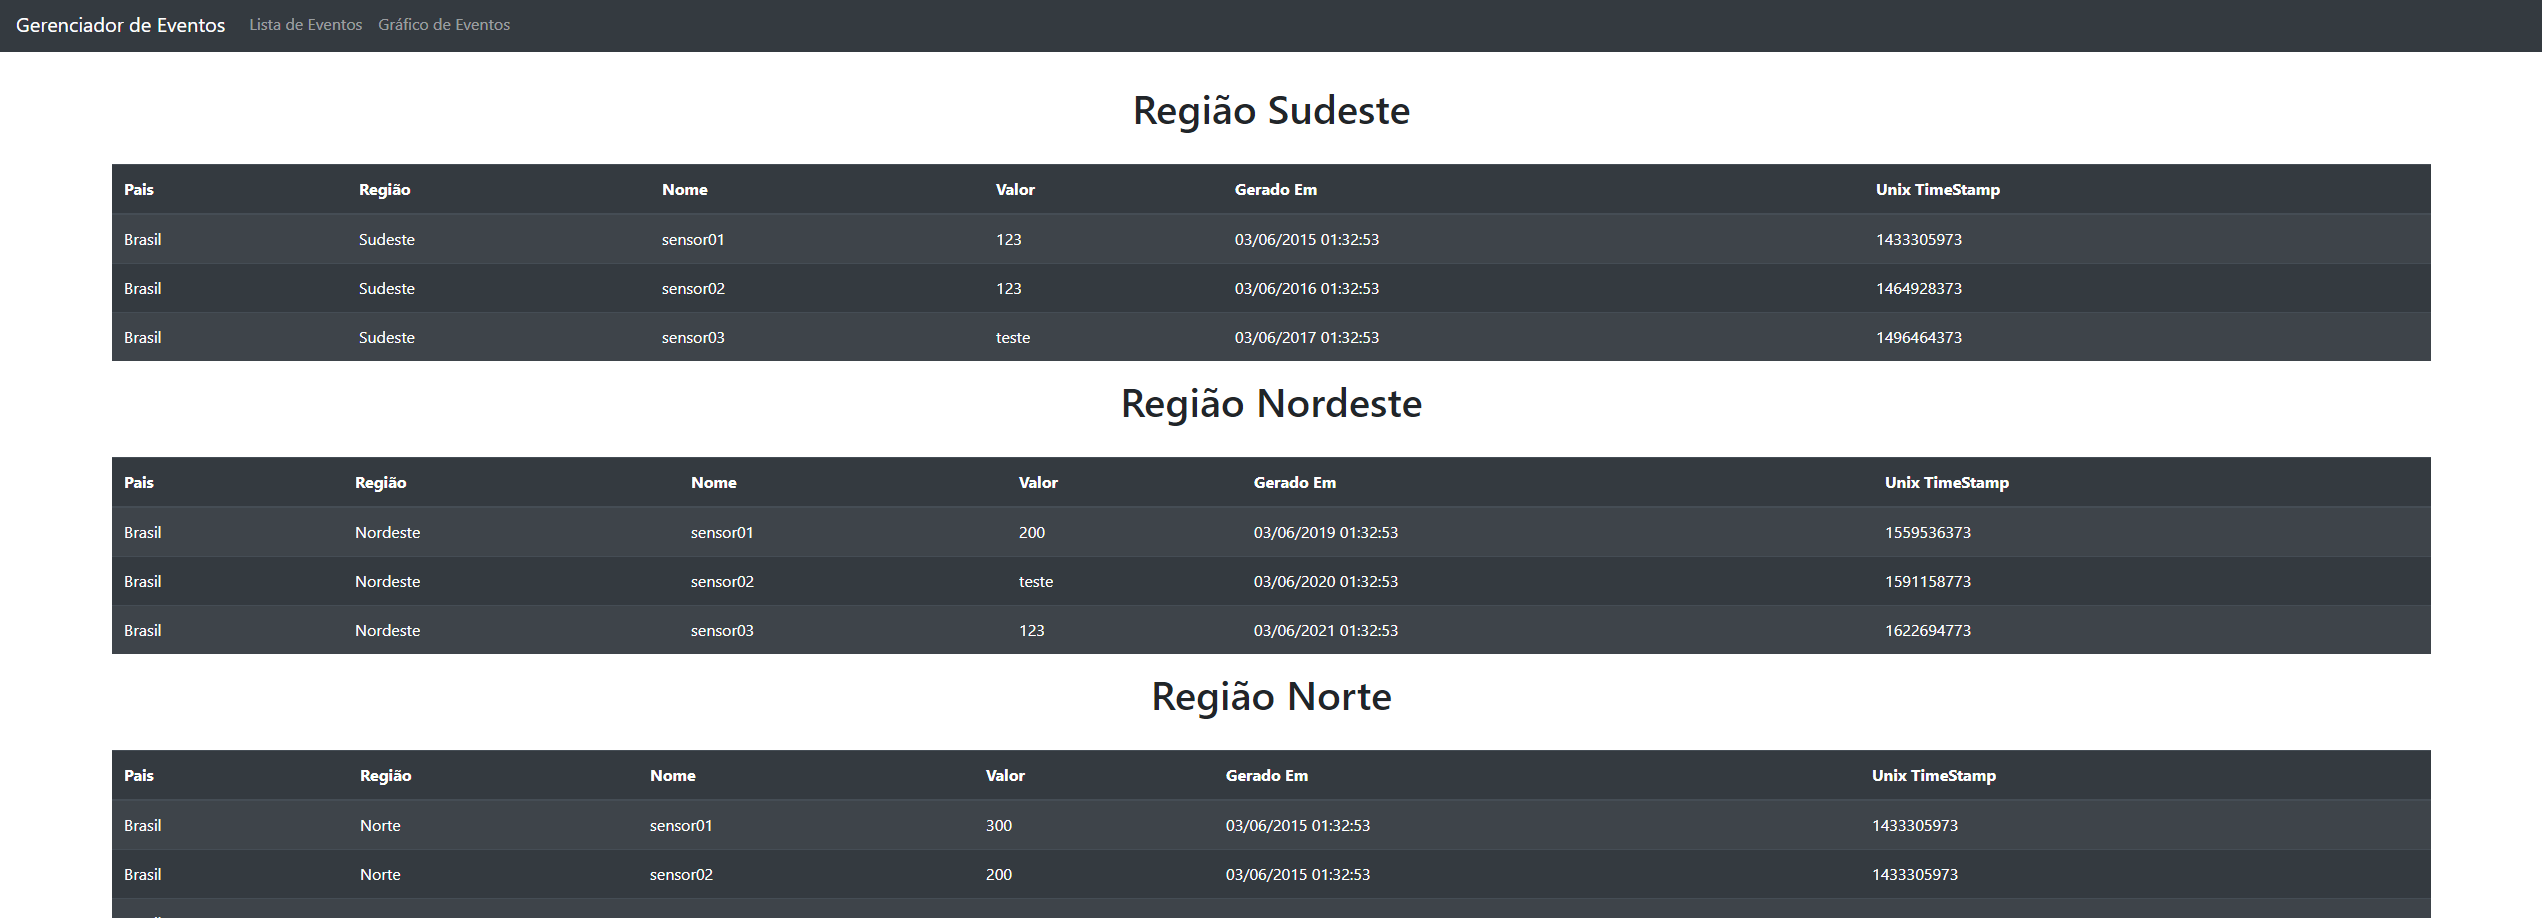 Gerenciador de Eventos Lista de Eventos Gráfico de Eventos
Região Sudeste
Pais Região Nome Valor Gerado Em Unix TimeStamp
Brasil Sudeste sensor01 123 03/06/2015 01:32:53 1433305973
Brasil Sudeste sensor02 123 03/06/2016 01:32:53 1464928373
Brasil Sudeste sensor03 teste 03/06/2017 01:32:53 1496464373
Região Nordeste
Pais Região Nome Valor Gerado Em Unix TimeStamp
Brasil Nordeste sensor01 200 03/06/2019 01:32:53 1559536373
Brasil Nordeste sensor02 teste 03/06/2020 01:32:53 1591158773
Brasil Nordeste sensor03 123 03/06/2021 01:32:53 1622694773
Região Norte
Pais Região Nome Valor Gerado Em Unix TimeStamp
Brasil Norte sensor01 300 03/06/2015 01:32:53 1433305973
Brasil Norte sensor02 200 03/06/2015 01:32:53 1433305973